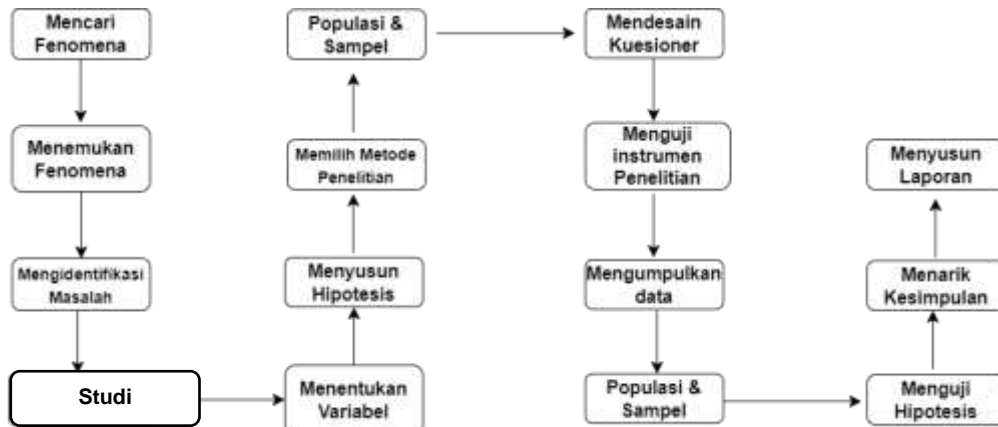 Mencari
Fenomena
Menemukan
Fenomena
Mengidentifikasi
Masalah
Studi
Menentukan
Variabel
Menyusun
Hipotesis
Memilih Metode
Penelitian
Populasi &
Sampel
Mendesain
Kuesioner
Menguji
instrumen
Penelitian
Mengumpulkan
data
Populasi &
Sampel
Menguji
Hipotesis
Menarik
Kesimpulan
Menyusun
Laporan